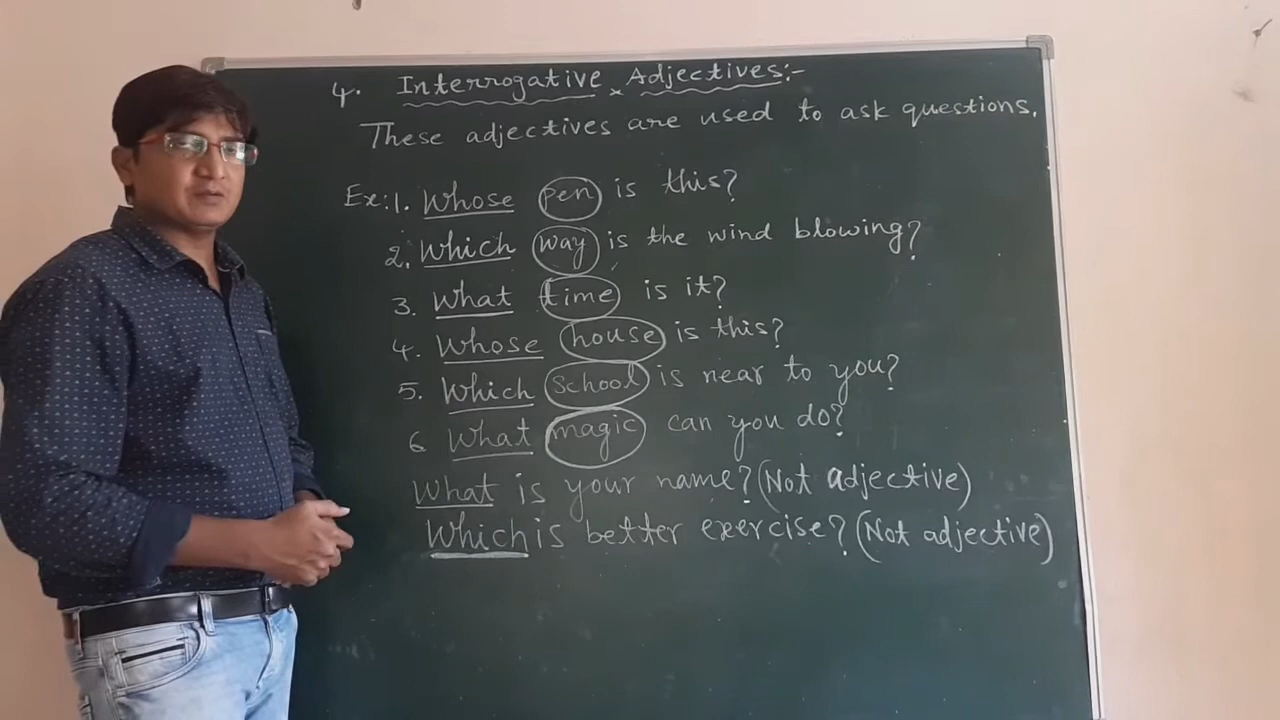 4. Interrogative Adjectives:-
These adjectives are used to ask questions.
Ex:1. Whose pen is this?
2. Which way is the wind blowing?
3. What time is it?
4. Whose house is this?
5. Which school is near to you?
6 What magic can you do?
What is your name? (Not adjective)
Which is better exercise? (Not adjective)